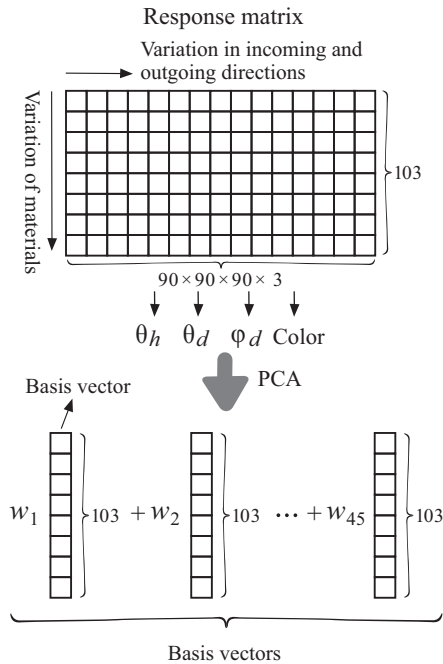 Response matrix
Variation in incoming and
outgoing directions
Variation of materials
103
90 × 90 × 90 × 3
θh θd φd Color
PCA
Basis vector
w1 103 + w2 103 ... + w45 103
Basis vectors